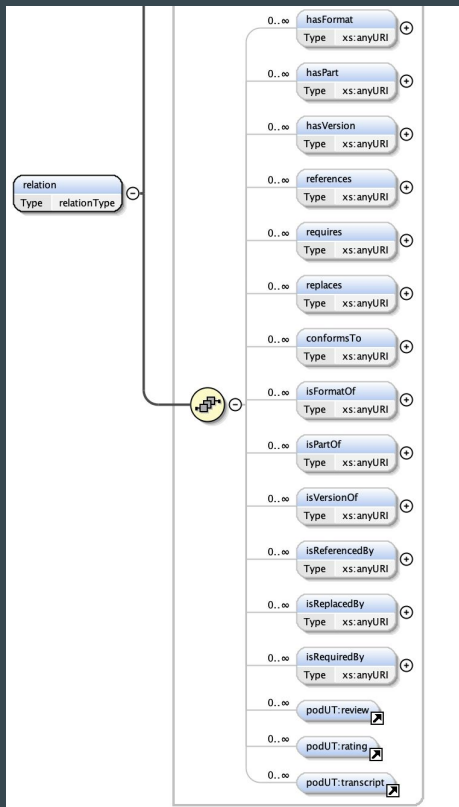 0..∞ hasFormat
Type xs:anyURI
0..∞ hasPart
Type xs:anyURI
0..∞ hasVersion
Type xs:anyURI
relation
Type relationType
0..∞ references
Type xs:anyURI
0..∞ requires
Type xs:anyURI
0..∞ replaces
Type xs:anyURI
0..∞ conformsTo
Type xs:anyURI
0..∞ isFormatOf
Type xs:anyURI
0..∞ isPartOf
Type xs:anyURI
0..∞ isVersionOf
Type xs:anyURI
0..∞ isReferencedBy
Type xs:anyURI
0..∞ isReplacedBy
Type xs:anyURI
0..∞ isRequiredBy
Type xs:anyURI
0..∞ podUT:review
0..∞ podUT:rating
0..∞ podUT:transcript